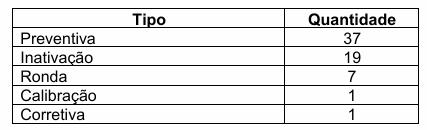 Tipo Quantidade
Preventiva 37
Inativação 19
Ronda 7
Calibração 1
Corretiva 1